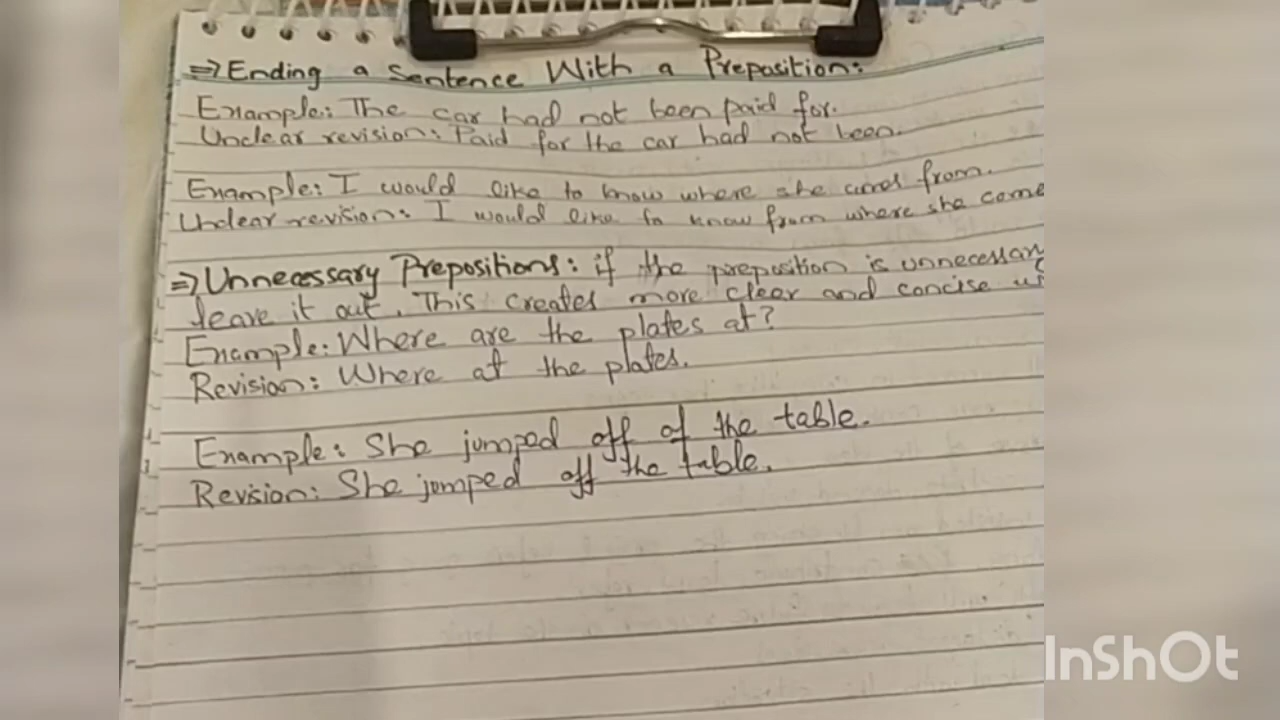 ⇒ Ending a Sentence With a Preposition:
Example: The car had not been paid for.
Unclear revision: Paid for the car had not been.
Example: I would like to know where she comes from.
Unclear revision: I would like to know from where she come
⇒ Unnecessary Prepositions: if the preposition is unnecessary
leave it out. This creates more clear and concise
Example: Where are the plates at?
Revision: Where at the plates.
Example: She jumped off of the table.
Revision: She jumped off the table.
InShOt